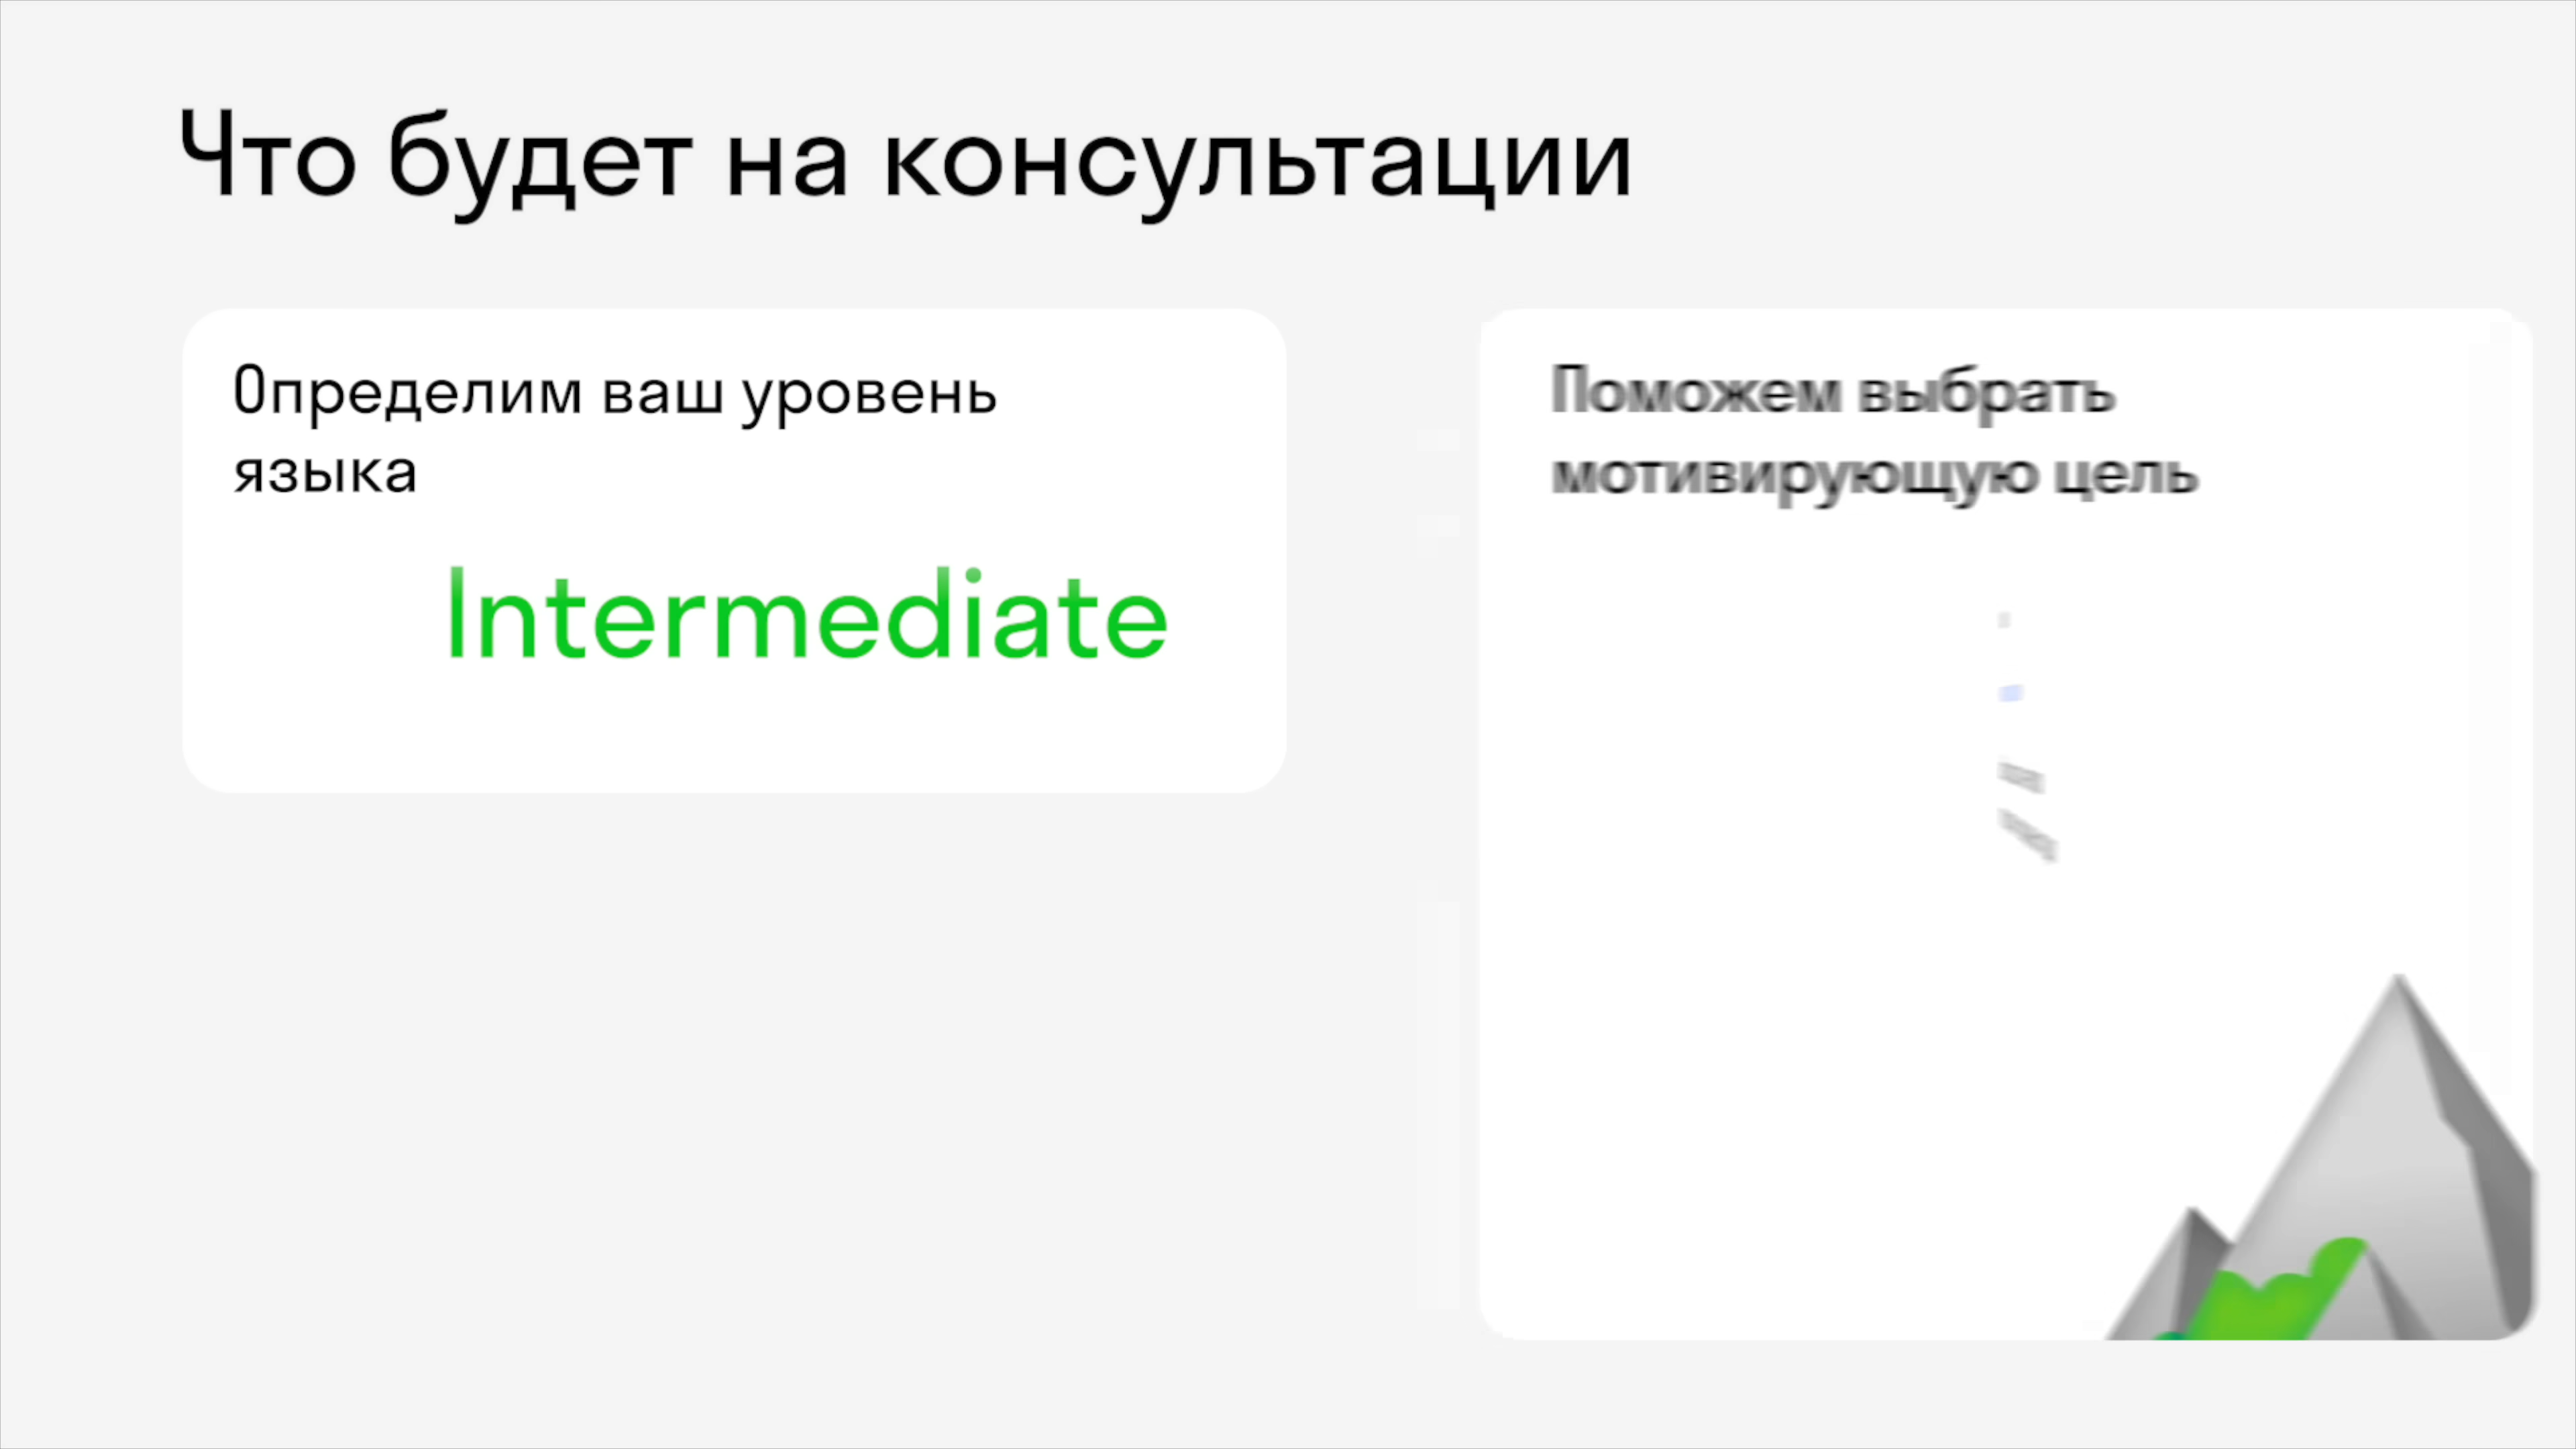 Что будет на консультации
Определим ваш уровень
языка
Intermediate
Поможем выбрать
мотивирующую цель